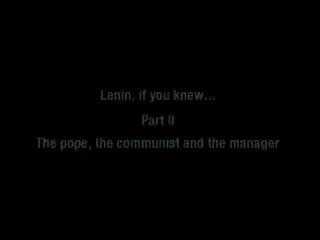 Lenin, if you knew...
Part II
The pope, the communist and the manager